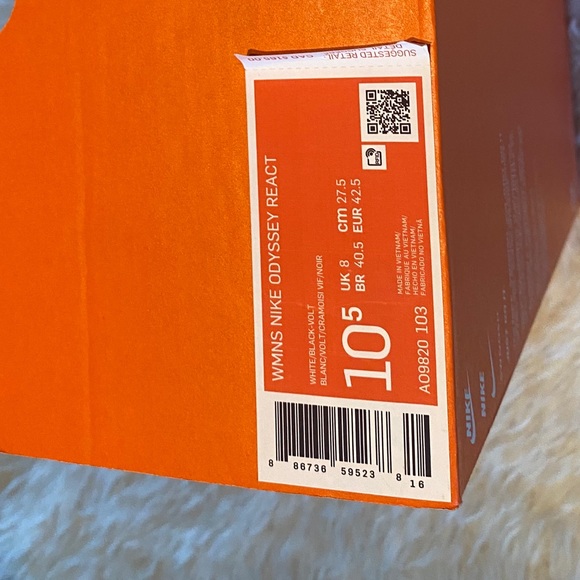 SUGGESTED RETAIL
WMNS NIKE ODYSSEY REACT
WHITE/BLACK-VOLT
BLANC/VOLT/CRAMOISI VIF/NOIR
10⁵
UK 8 cm 27.5
BR 40.5 EUR 42.5
MADE IN VIETNAM/
FABRIQUE AU VIETNAM/
HECHO EN VIETNAM/
FABRICADO NO VIETNÃ
AO9820 103
8 86736 59523 8 16
NIKE
NIKE